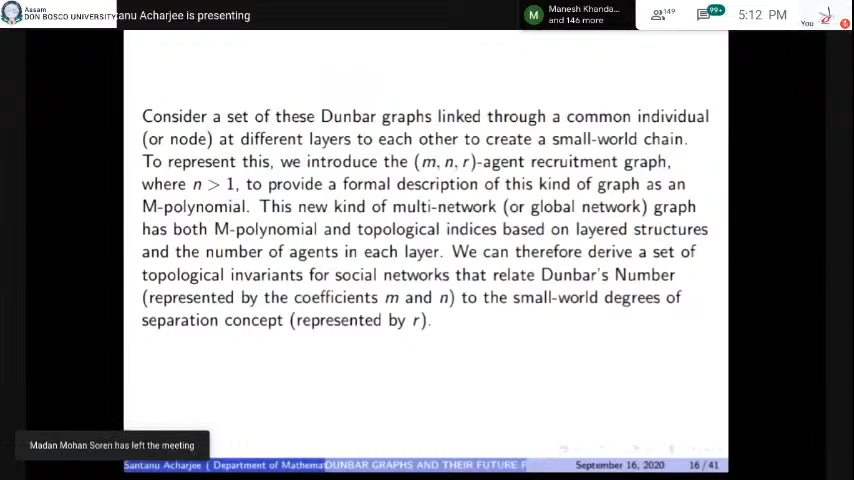 Assam
DON BOSCO UNIVERSITY
tanu Acharjee is presenting
M
Manesh Khanda...
and 146 more
149
99+
5:12 PM
You
Consider a set of these Dunbar graphs linked through a common individual
(or node) at different layers to each other to create a small-world chain.
To represent this, we introduce the (m, n, r)-agent recruitment graph,
where n > 1, to provide a formal description of this kind of graph as an
M-polynomial. This new kind of multi-network (or global network) graph
has both M-polynomial and topological indices based on layered structures
and the number of agents in each layer. We can therefore derive a set of
topological invariants for social networks that relate Dunbar's Number
(represented by the coefficients m and n) to the small-world degrees of
separation concept (represented by r).
Madan Mohan Soren has left the meeting
Santanu Acharjee ( Department of Mathema
DUNBAR GRAPHS AND THEIR FUTURE
September 16, 2020
16 / 41